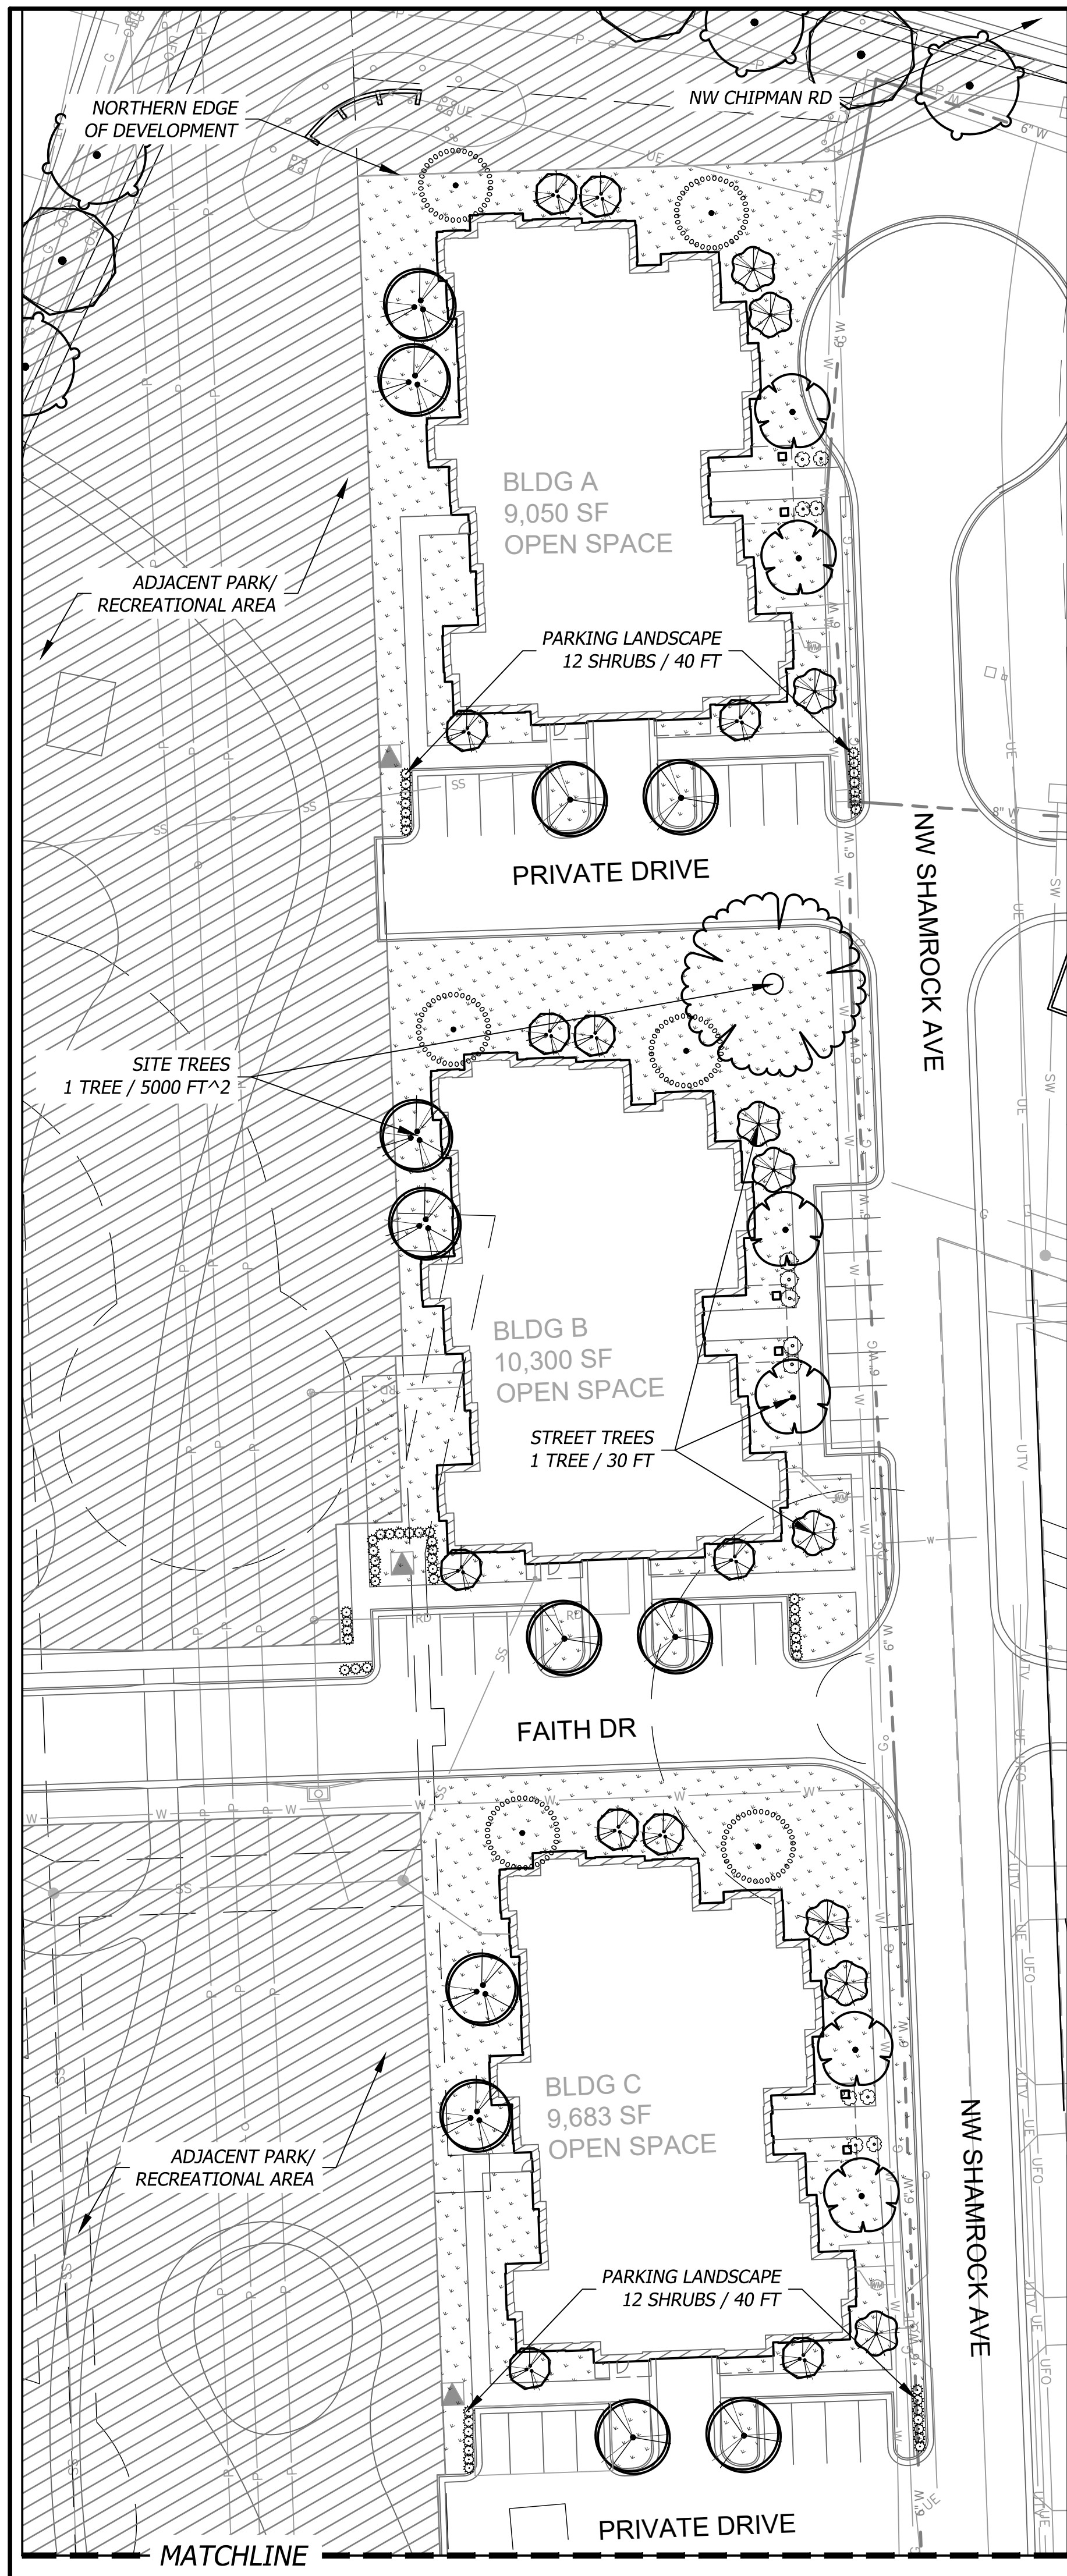 NORTHERN EDGE
OF DEVELOPMENT
NW CHIPMAN RD
6" W
BLDG A
9,050 SF
OPEN SPACE
ADJACENT PARK/
RECREATIONAL AREA
PARKING LANDSCAPE
12 SHRUBS / 40 FT
8" W
PRIVATE DRIVE
NW SHAMROCK AVE
SITE TREES
1 TREE / 5000 FT^2
BLDG B
10,300 SF
OPEN SPACE
STREET TREES
1 TREE / 30 FT
FAITH DR
BLDG C
9,683 SF
OPEN SPACE
ADJACENT PARK/
RECREATIONAL AREA
NW SHAMROCK AVE
PARKING LANDSCAPE
12 SHRUBS / 40 FT
PRIVATE DRIVE
MATCHLINE